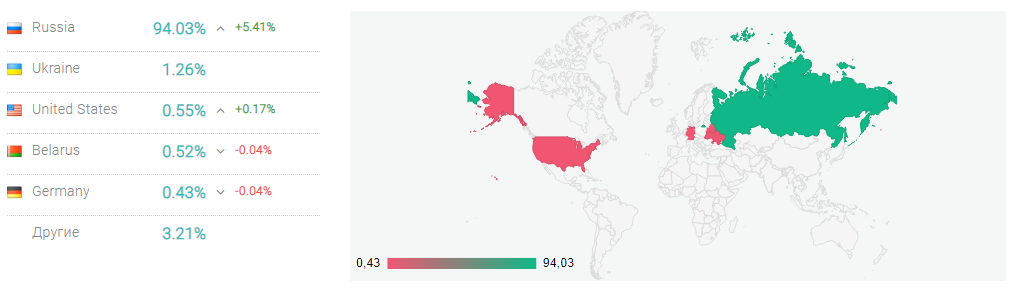 Russia 94.03% +5.41%
Ukraine 1.26%
United States 0.55% +0.17%
Belarus 0.52% -0.04%
Germany 0.43% -0.04%
Другие 3.21%
0,43 94,03